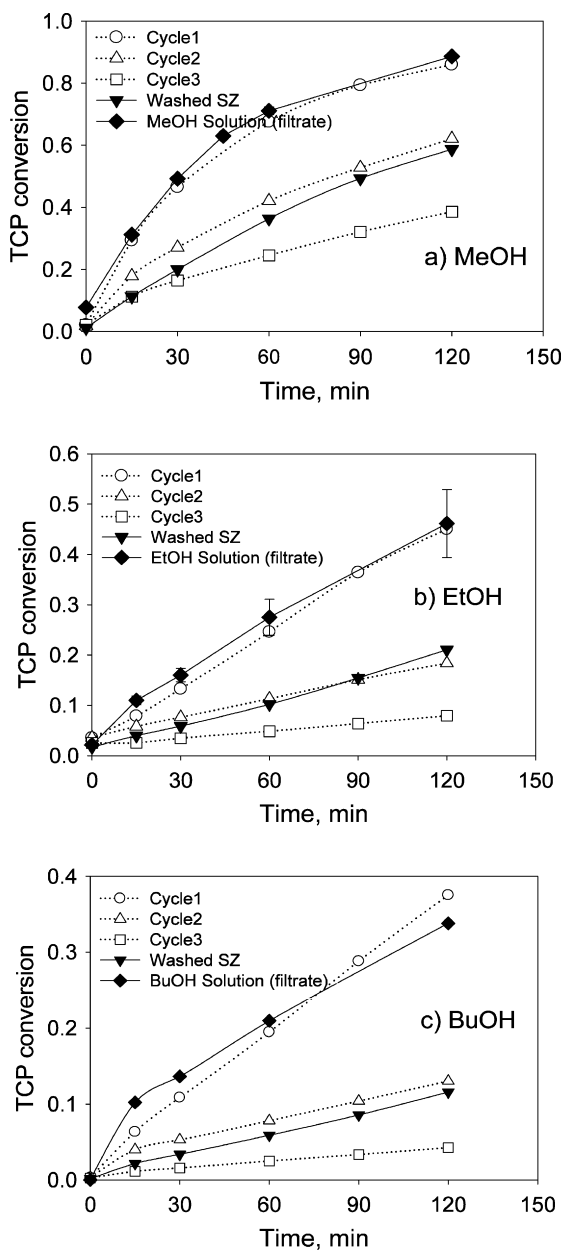 1.0
Cycle1
Cycle2
0.8
Cycle3
Washed SZ
MeOH Solution (filtrate)
0.6
TCP conversion
0.4
a) MeOH
0.2
0.0
0 30 60 90 120 150
Time, min
0.6
Cycle1
Cycle2
0.5
Cycle3
Washed SZ
EtOH Solution (filtrate)
0.4
TCP conversion
b) EtOH
0.3
0.2
0.1
0.0
0 30 60 90 120 150
Time, min
0.4
Cycle1
Cycle2
Cycle3
0.3
Washed SZ
BuOH Solution (filtrate)
TCP conversion
c) BuOH
0.2
0.1
0.0
0 30 60 90 120 150
Time, min